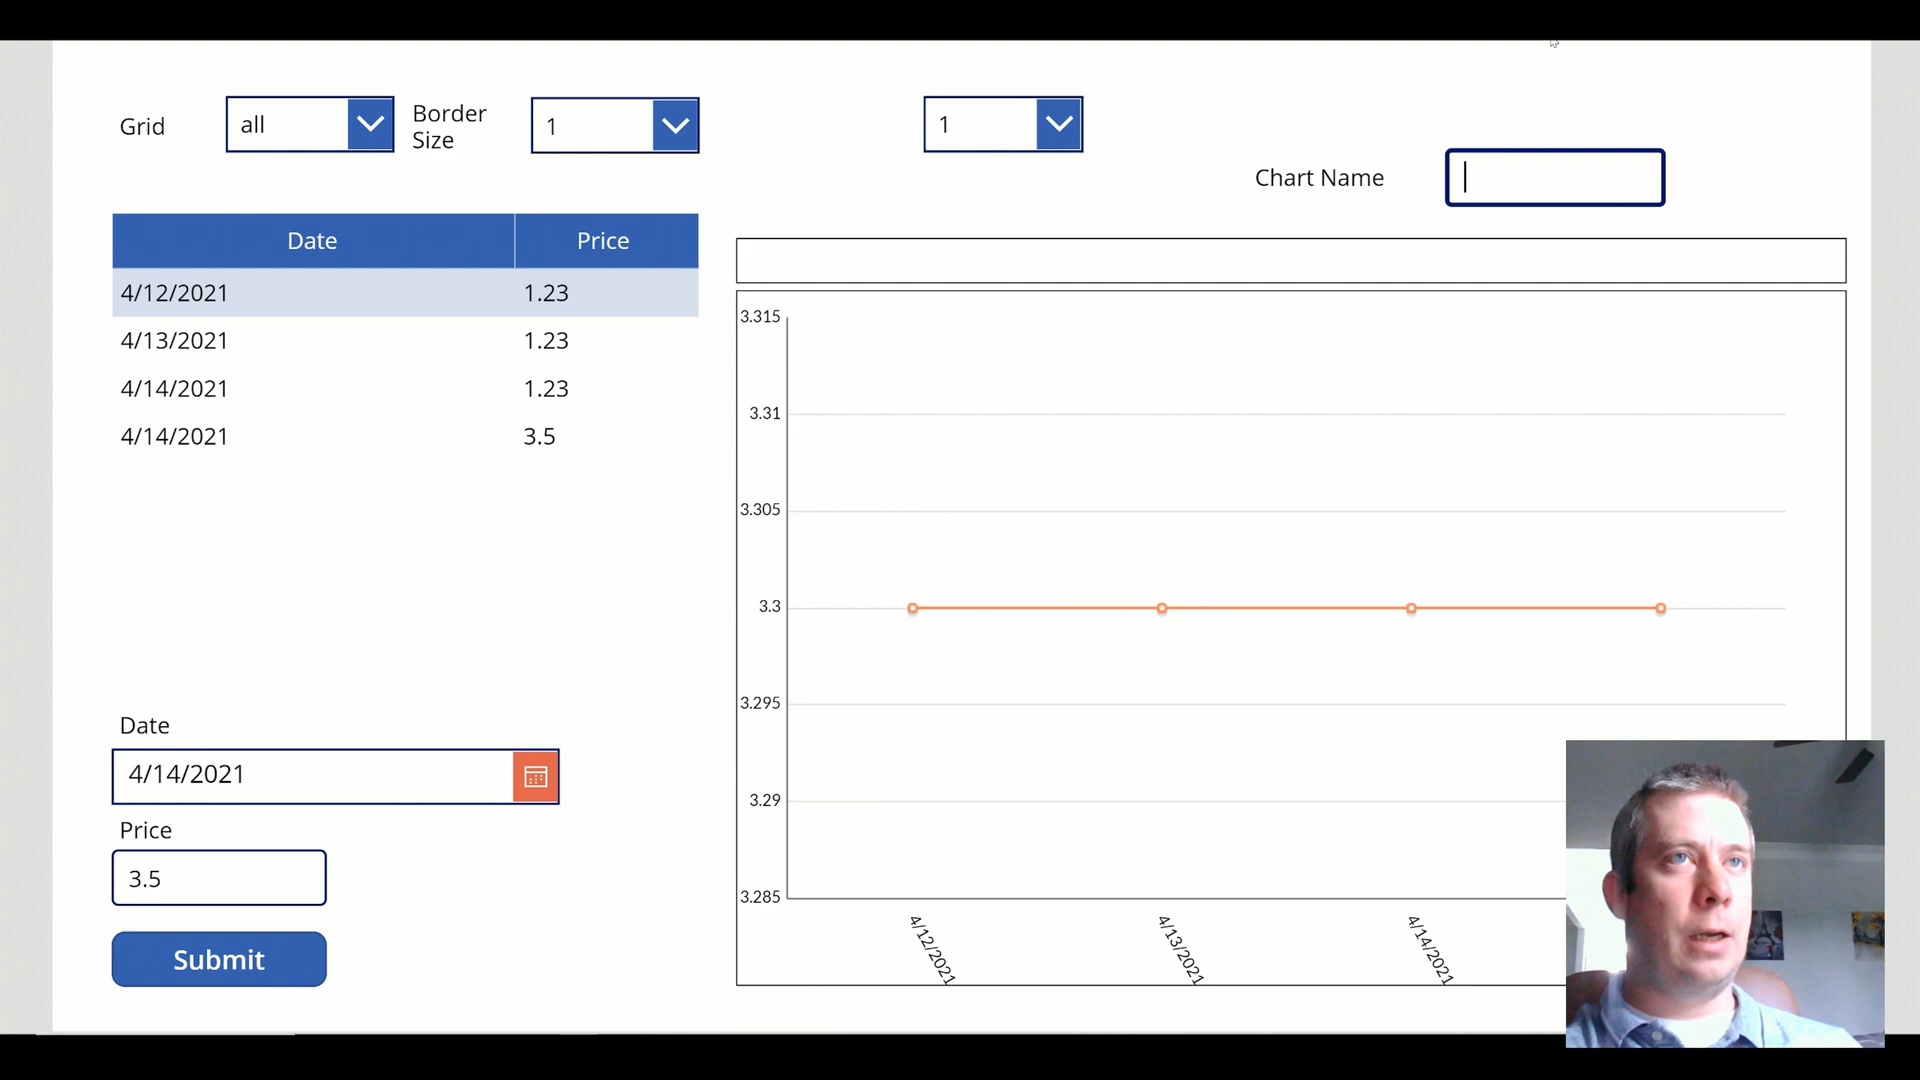 Grid
all
Border
Size
1
1
Chart Name
Date Price
4/12/2021 1.23
4/13/2021 1.23
4/14/2021 1.23
4/14/2021 3.5
3.315
3.31
3.305
3.3
3.295
3.29
3.285
4/12/2021
4/13/2021
4/14/2021
Date
4/14/2021
Price
3.5
Submit